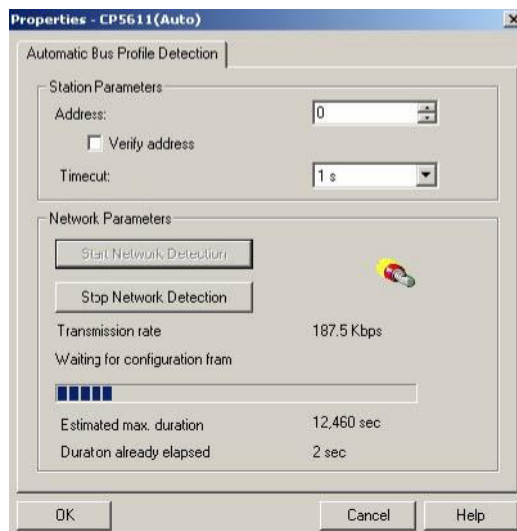 Properties - CP5611(Auto)
Automatic Bus Profile Detection
Station Parameters
Address:
0
Verify address
Timecut:
1 s
Network Parameters
Start Network Detection
Stop Network Detection
Transmission rate
187.5 Kbps
Waiting for configuration fram
Estimated max. duration
12,460 sec
Duraton already elapsed
2 sec
OK
Cancel
Help